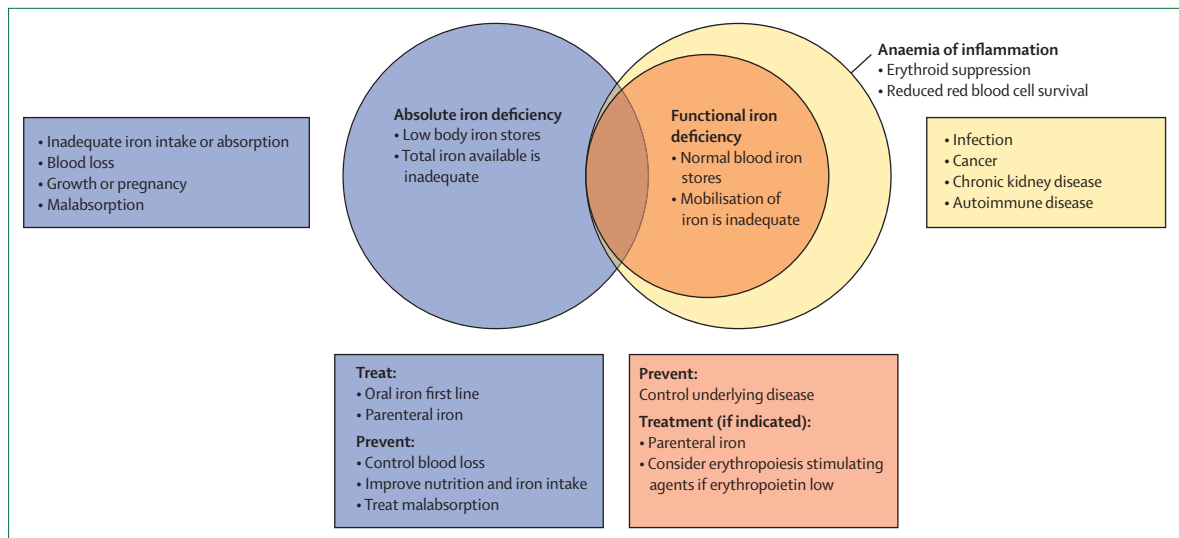 • Inadequate iron intake or absorption
• Blood loss
• Growth or pregnancy
• Malabsorption
Absolute iron deficiency
• Low body iron stores
• Total iron available is
inadequate
Functional iron
deficiency
• Normal blood iron
stores
• Mobilisation of
iron is inadequate
Anaemia of inflammation
• Erythroid suppression
• Reduced red blood cell survival
• Infection
• Cancer
• Chronic kidney disease
• Autoimmune disease
Treat:
• Oral iron first line
• Parenteral iron
Prevent:
• Control blood loss
• Improve nutrition and iron intake
• Treat malabsorption
Prevent:
Control underlying disease
Treatment (if indicated):
• Parenteral iron
• Consider erythropoiesis stimulating
agents if erythropoietin low